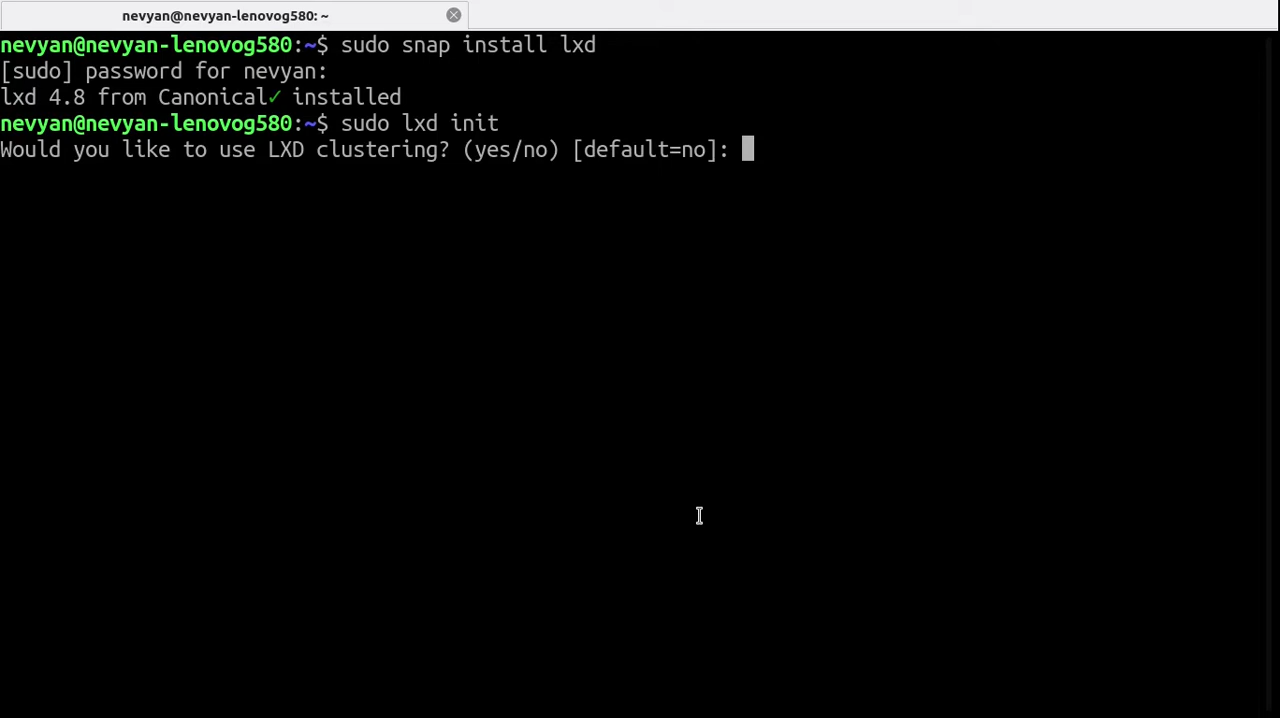 nevyan@nevyan-lenovog580: ~
nevyan@nevyan-lenovog580:~$ sudo snap install lxd
[sudo] password for nevyan:
lxd 4.8 from Canonical✓ installed
nevyan@nevyan-lenovog580:~$ sudo lxd init
Would you like to use LXD clustering? (yes/no) [default=no]: